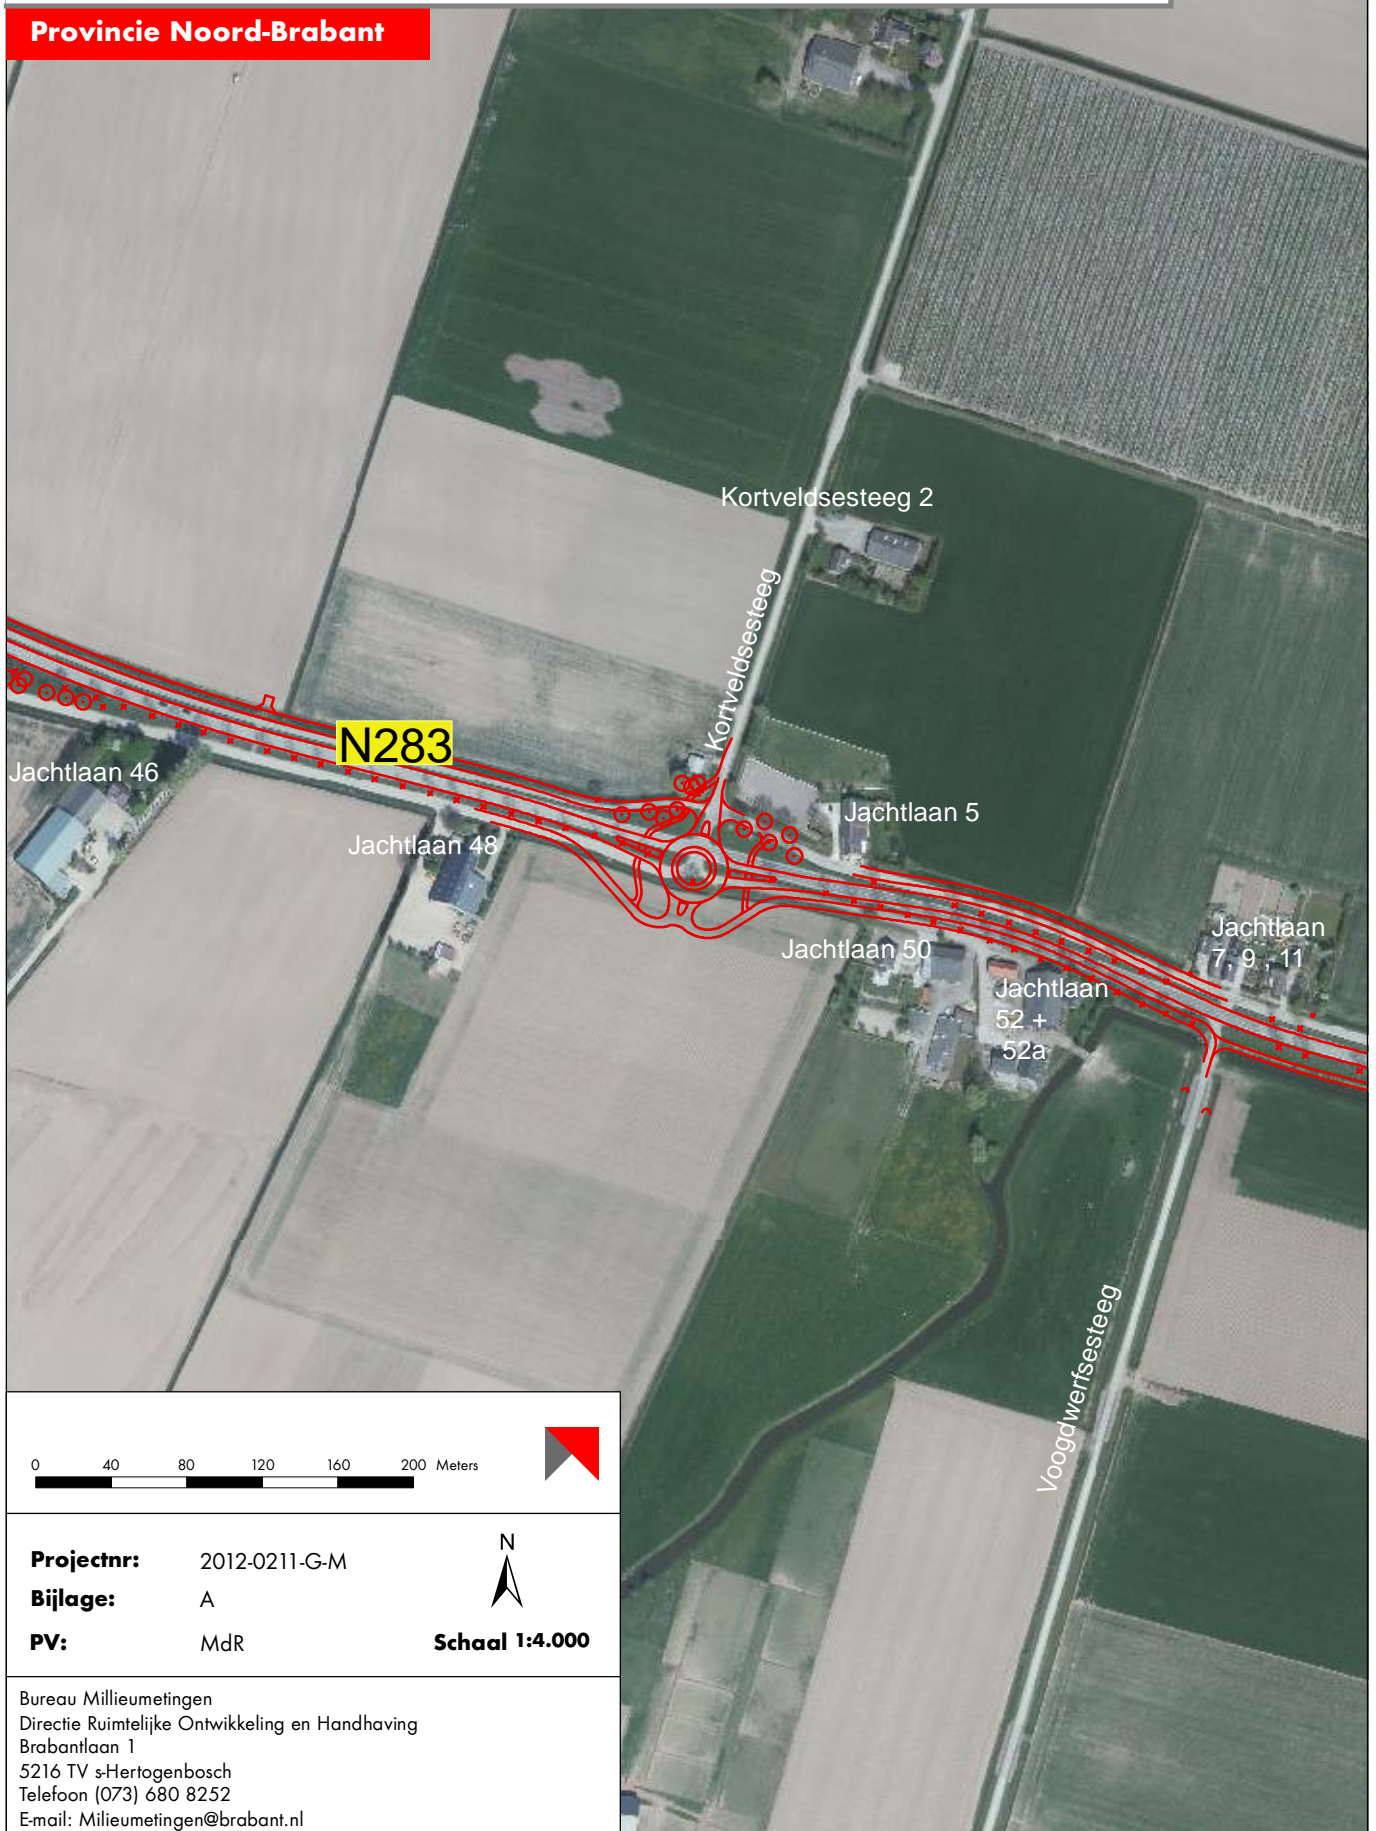 Provincie Noord-Brabant
Kortveldsesteeg 2
Kortveldsesteeg
N283
Jachtlaan 46
Jachtlaan 5
Jachtlaan 48
Jachtlaan
7, 9 , 11
Jachtlaan 50
Jachtlaan
52 +
52a
Voogdwerfsesteeg
0 40 80 120 160 200 Meters
N
Projectnr: 2012-0211-G-M
Bijlage: A
PV: MdR
Schaal 1:4.000
Bureau Millieumetingen
Directie Ruimtelijke Ontwikkeling en Handhaving
Brabantlaan 1
5216 TV s-Hertogenbosch
Telefoon (073) 680 8252
E-mail: Milieumetingen@brabant.nl